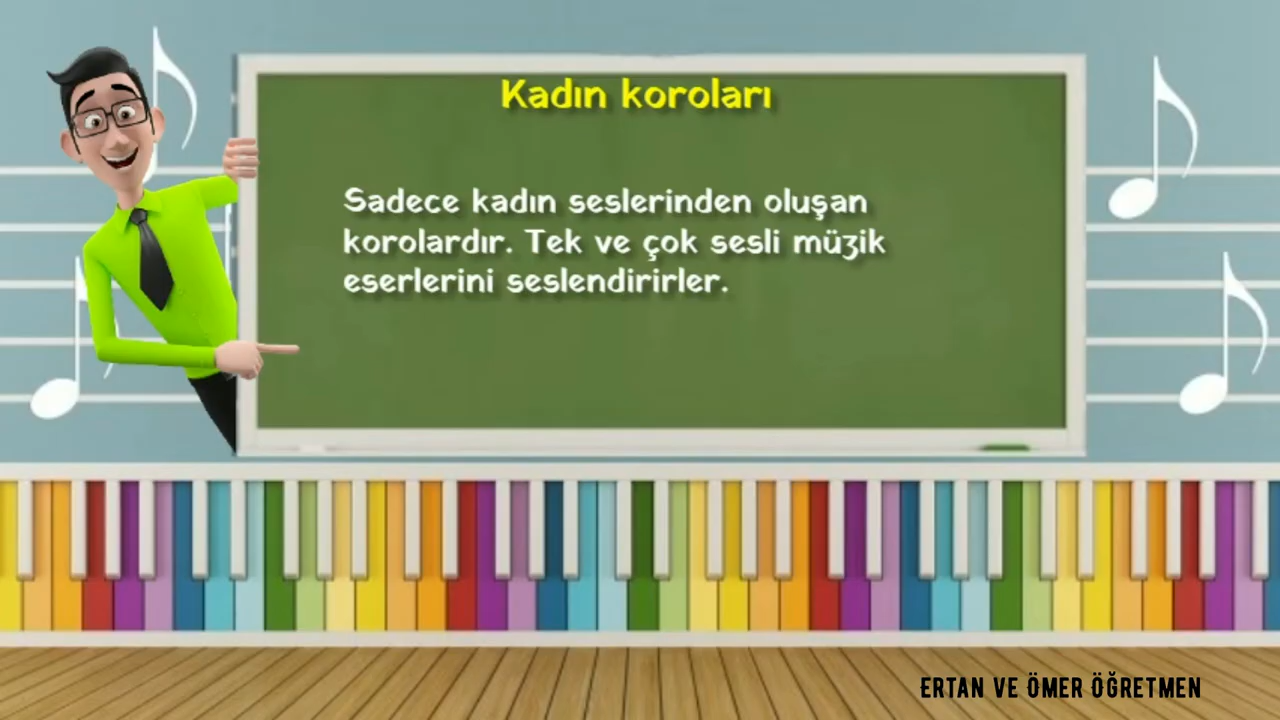 Kadın koroları
Sadece kadın seslerinden oluşan
korolardır. Tek ve çok sesli müzik
eserlerini seslendirirler.
ERTAN VE ÖMER ÖĞRETMEN